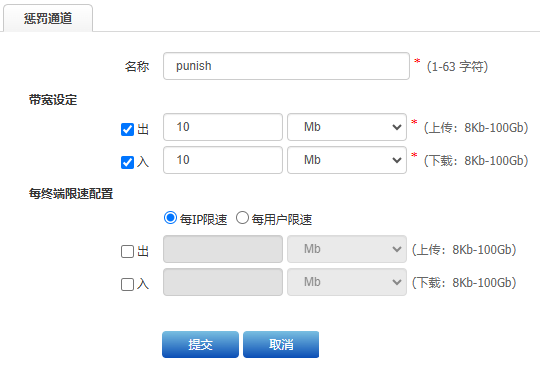 惩罚通道
名称 punish * (1-63 字符)
带宽设定
出 10 Mb * (上传：8Kb-100Gb)
入 10 Mb * (下载：8Kb-100Gb)
每终端限速配置
每IP限速 每用户限速
出 Mb (上传：8Kb-100Gb)
入 Mb (下载：8Kb-100Gb)
提交 取消